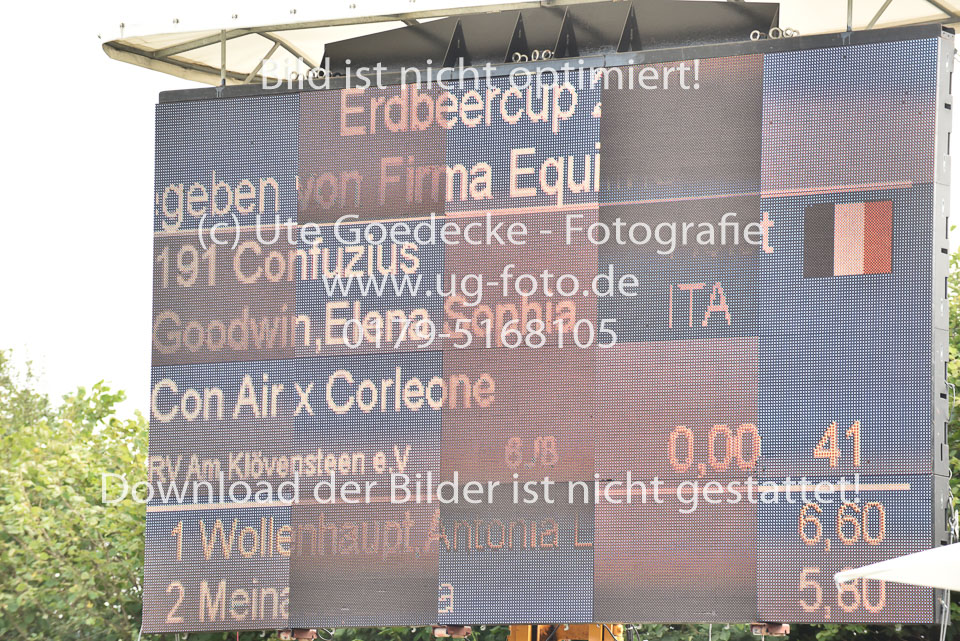 Bild ist nicht optimiert!
Erdbeercup
geben von Firma Equi
(c) Ute Goedecke - Fotografie
191 Confuzius
www.ug-foto.de
Goodwin,Elena Sophia ITA
0179-5168105
Con Air x Corleone
RV Am Klövensteen e.V 0,00 41
Download der Bilder ist nicht gestattet!
1 Wollenhaupt,Antonia L 6,60
2 5,80